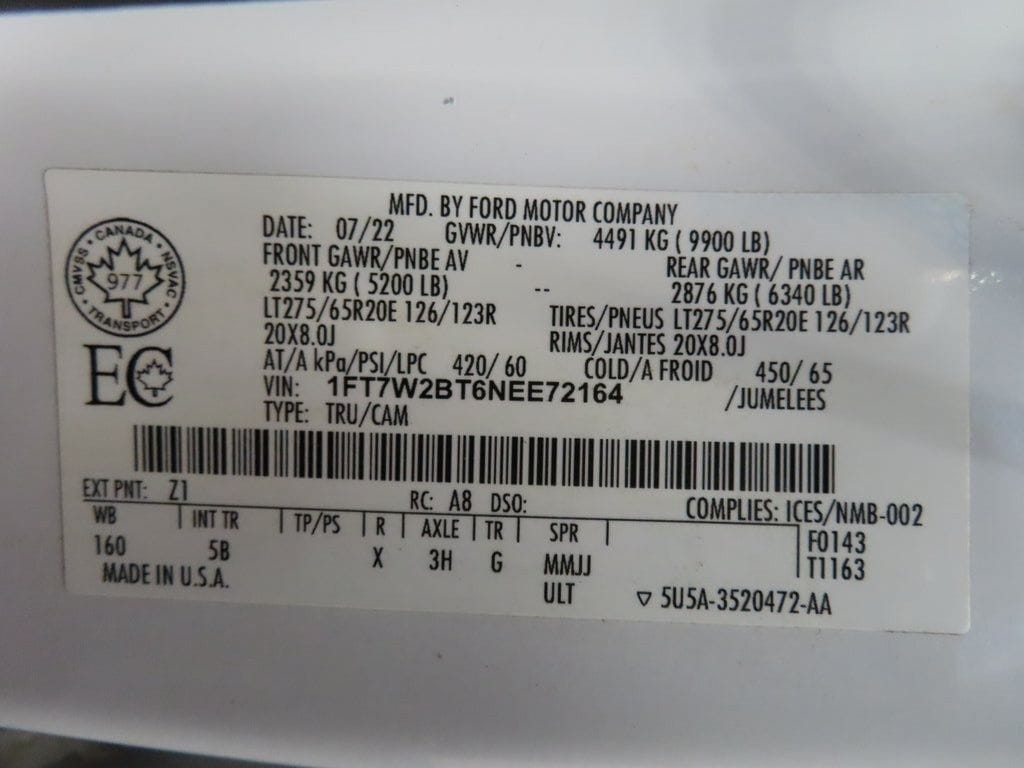 MFD. BY FORD MOTOR COMPANY
DATE: 07/22 GVWR/PNBV: 4491 KG ( 9900 LB)
FRONT GAWR/PNBE AV - REAR GAWR/ PNBE AR
2359 KG ( 5200 LB) -- 2876 KG ( 6340 LB)
LT275/65R20E 126/123R TIRES/PNEUS LT275/65R20E 126/123R
20X8.0J RIMS/JANTES 20X8.0J
AT/A kPa/PSI/LPC 420/ 60 COLD/A FROID 450/ 65
VIN: 1FT7W2BT6NEE72164 /JUMELEES
TYPE: TRU/CAM
CANADA
CMVSS NSVAC
977
TRANSPORT
EC
EXT PNT: Z1 RC: A8 DSO: COMPLIES: ICES/NMB-002
WB | INT TR | TP/PS | R | AXLE | TR | SPR | F0143
160 5B X 3H G MMJJ T1163
MADE IN U.S.A. ULT ▽ 5U5A-3520472-AA